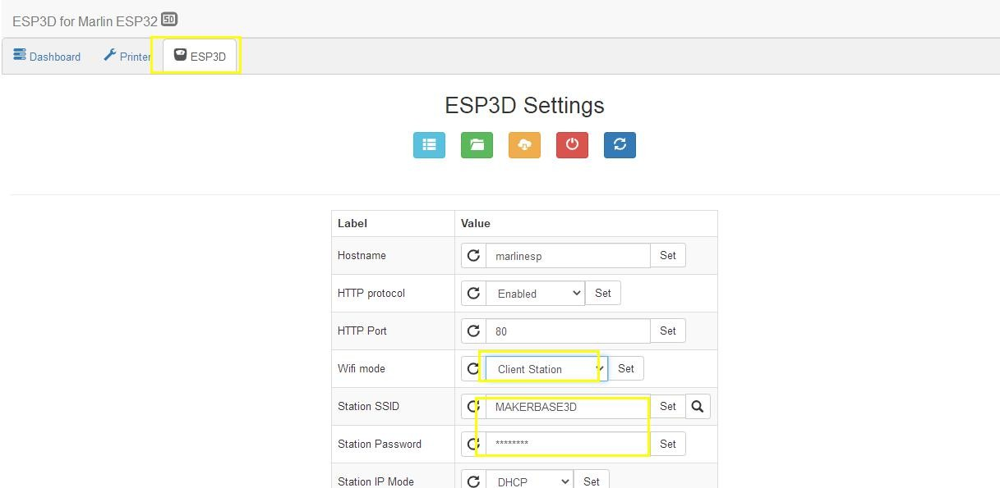 ESP3D for Marlin ESP32 SD
Dashboard Printer ESP3D
ESP3D Settings
Label Value
Hostname marlinesp Set
HTTP protocol Enabled Set
HTTP Port 80 Set
Wifi mode Client Station Set
Station SSID MAKERBASE3D Set
Station Password ******** Set
Station IP Mode DHCP Set